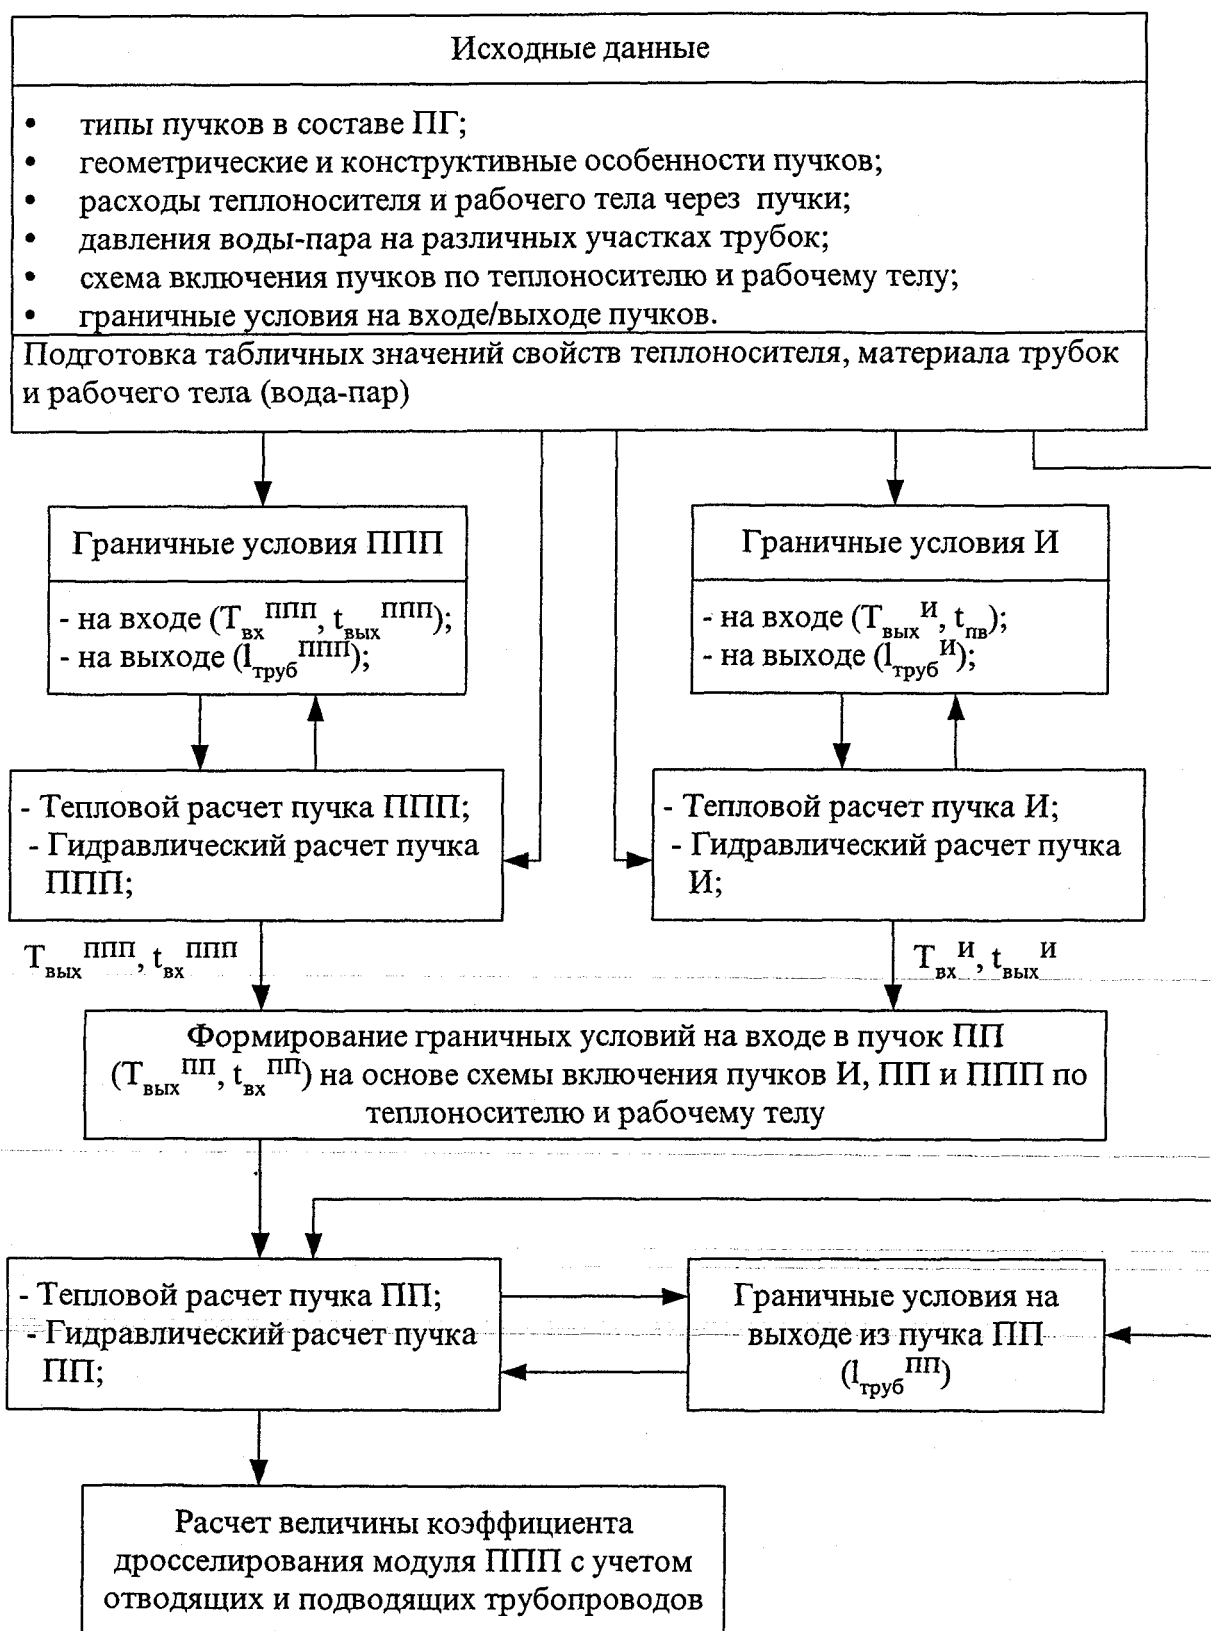 Исходные данные
• типы пучков в составе ПГ;
• геометрические и конструктивные особенности пучков;
• расходы теплоносителя и рабочего тела через пучки;
• давления воды-пара на различных участках трубок;
• схема включения пучков по теплоносителю и рабочему телу;
• граничные условия на входе/выходе пучков.
Подготовка табличных значений свойств теплоносителя, материала трубок
и рабочего тела (вода-пар)
Граничные условия ППП
- на входе (Tвх^ППП, tвых^ППП);
- на выходе (lтруб^ППП);
Граничные условия И
- на входе (Tвых^И, tпв);
- на выходе (lтруб^И);
- Тепловой расчет пучка ППП;
- Гидравлический расчет пучка
ППП;
- Тепловой расчет пучка И;
- Гидравлический расчет пучка
И;
Tвых^ППП, tвх^ППП
Tвх^И, tвых^И
Формирование граничных условий на входе в пучок ПП
(Tвых^ПП, tвх^ПП) на основе схемы включения пучков И, ПП и ППП по
теплоносителю и рабочему телу
- Тепловой расчет пучка ПП;
- Гидравлический расчет пучка
ПП;
Граничные условия на
выходе из пучка ПП
(lтруб^ПП)
Расчет величины коэффициента
дросселирования модуля ППП с учетом
отводящих и подводящих трубопроводов